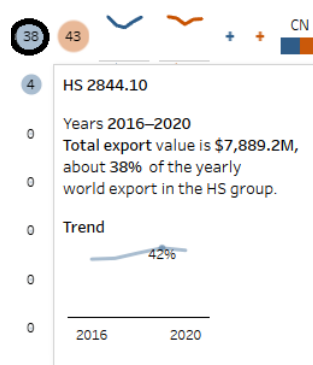 38 43 + + CN
4 HS 2844.10
0 Years 2016–2020
Total export value is $7,889.2M,
about 38% of the yearly
0 world export in the HS group.
0 Trend
42%
0
0
2016 2020